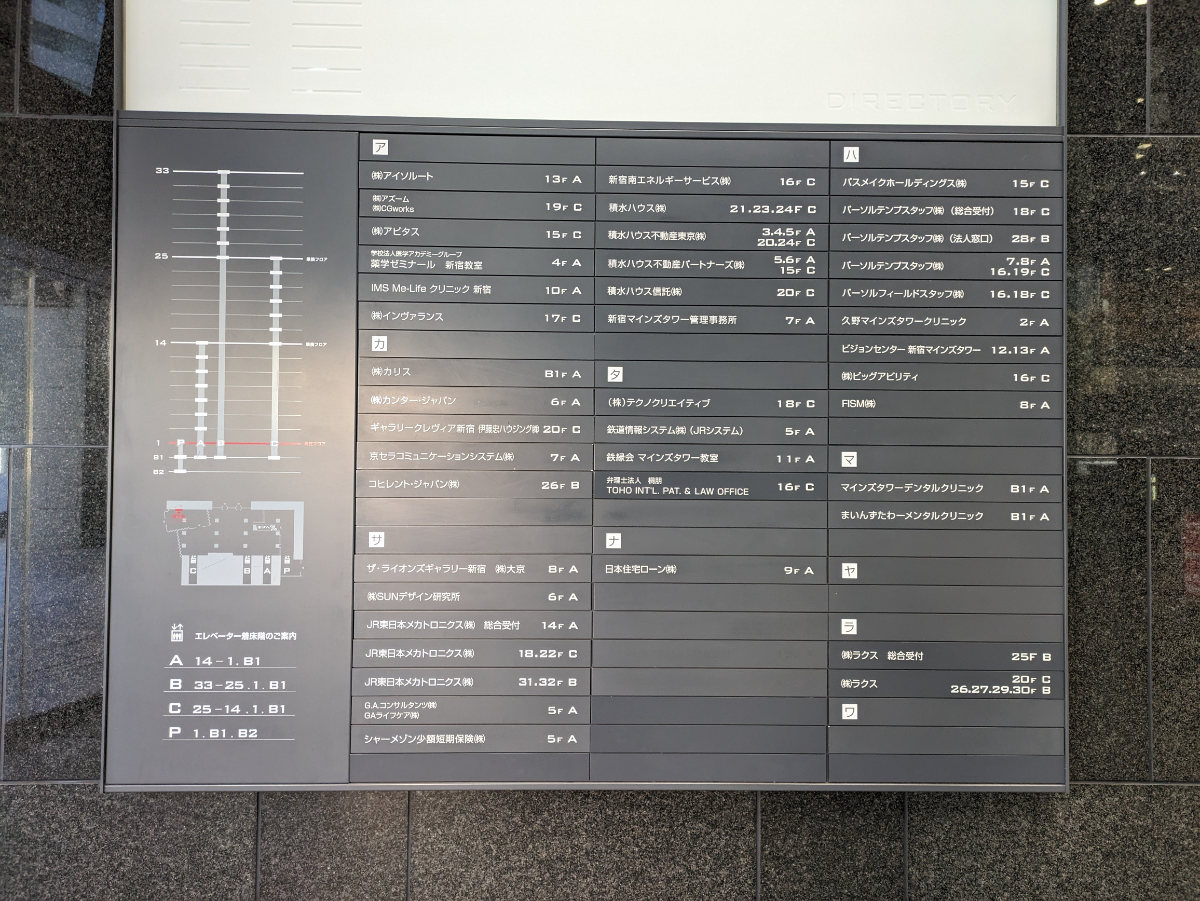 DIRECTORY
33
25
14
1
B1
B2
P A B C
C B A P
エレベーター着床階のご案内
A 14-1.B1
B 33-25.1.B1
C 25-14.1.B1
P 1.B1.B2
ア
㈱アイソルート 13F A
㈱アズーム
㈱CGworks 19F C
㈱アビタス 15F C
学校法人医学アカデミーグループ
薬学ゼミナール 新宿教室 4F A
IMS Me-Life クリニック 新宿 10F A
㈱インヴァランス 17F C
カ
㈱カリス B1F A
㈱カンター・ジャパン 6F A
ギャラリークレヴィア新宿 伊藤忠ハウジング㈱ 20F C
京セラコミュニケーションシステム㈱ 7F A
コヒレント・ジャパン㈱ 26F B
サ
ザ・ライオンズギャラリー新宿 ㈱大京 8F A
㈱SUNデザイン研究所 6F A
JR東日本メカトロニクス㈱ 総合受付 14F A
JR東日本メカトロニクス㈱ 18.22F C
JR東日本メカトロニクス㈱ 31.32F B
G.A.コンサルタンツ㈱
GAライフケア㈱ 5F A
シャーメゾン少額短期保険㈱ 5F A
新宿南エネルギーサービス㈱ 16F C
積水ハウス㈱ 21.23.24F C
積水ハウス不動産東京㈱ 3.4.5F A
20.24F C
積水ハウス不動産パートナーズ㈱ 5.6F A
15F C
積水ハウス信託㈱ 20F C
新宿マインズタワー管理事務所 7F A
タ
(株)テクノクリエイティブ 18F C
鉄道情報システム㈱(JRシステム) 5F A
鉄緑会 マインズタワー教室 11F A
弁理士法人 桐朋
TOHO INT'L. PAT. & LAW OFFICE 16F C
ナ
日本住宅ローン㈱ 9F A
ハ
パスメイクホールディングス㈱ 15F C
パーソルテンプスタッフ㈱(総合受付) 18F C
パーソルテンプスタッフ㈱(法人窓口) 28F B
パーソルテンプスタッフ㈱ 7.8F A
16.19F C
パーソルフィールドスタッフ㈱ 16.18F C
久野マインズタワークリニック 2F A
ビジョンセンター 新宿マインズタワー 12.13F A
㈱ビッグアビリティ 16F C
FISM㈱ 8F A
マ
マインズタワーデンタルクリニック B1F A
まいんずたわーメンタルクリニック B1F A
ヤ
ラ
㈱ラクス 総合受付 25F B
㈱ラクス 20F C
26.27.29.30F B
ワ